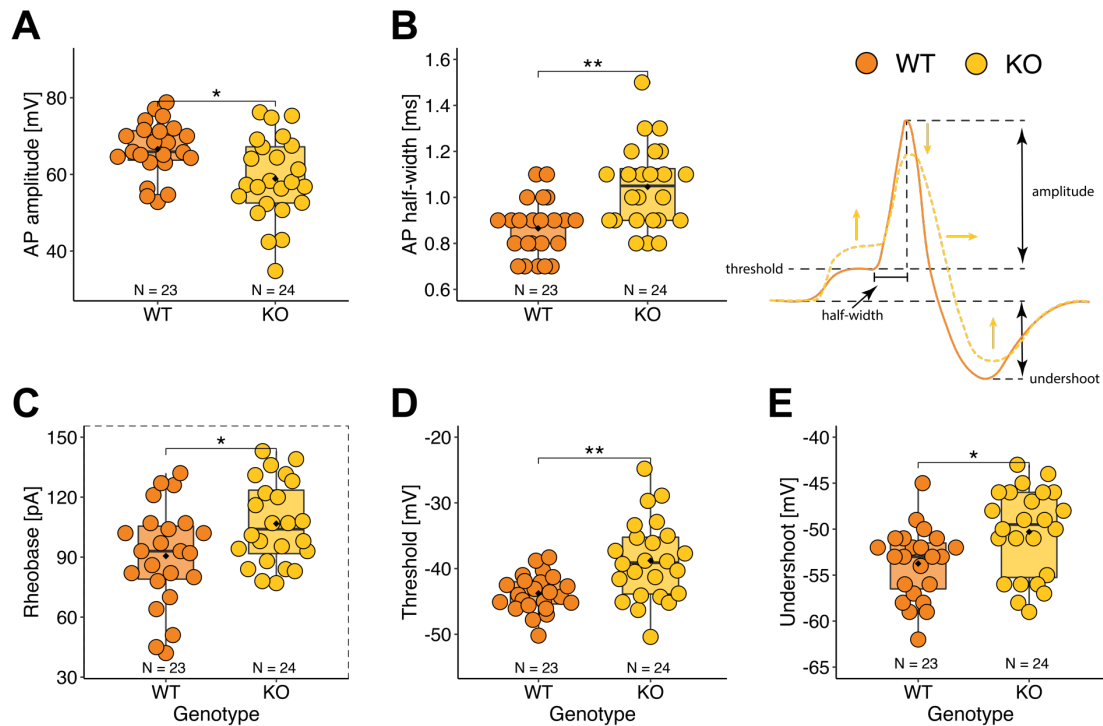 A
AP amplitude [mV]
80
60
40
*
N = 23
N = 24
WT
KO
B
AP half-width [ms]
1.6
1.4
1.2
1.0
0.8
0.6
**
N = 23
N = 24
WT
KO
WT
KO
amplitude
threshold
half-width
undershoot
C
Rheobase [pA]
150
120
90
60
30
*
N = 23
N = 24
WT
KO
Genotype
D
Threshold [mV]
-20
-30
-40
-50
**
WT
KO
Genotype
E
Undershoot [mV]
-40
-45
-50
-55
-60
-65
*
N = 23
N = 24
WT
KO
Genotype